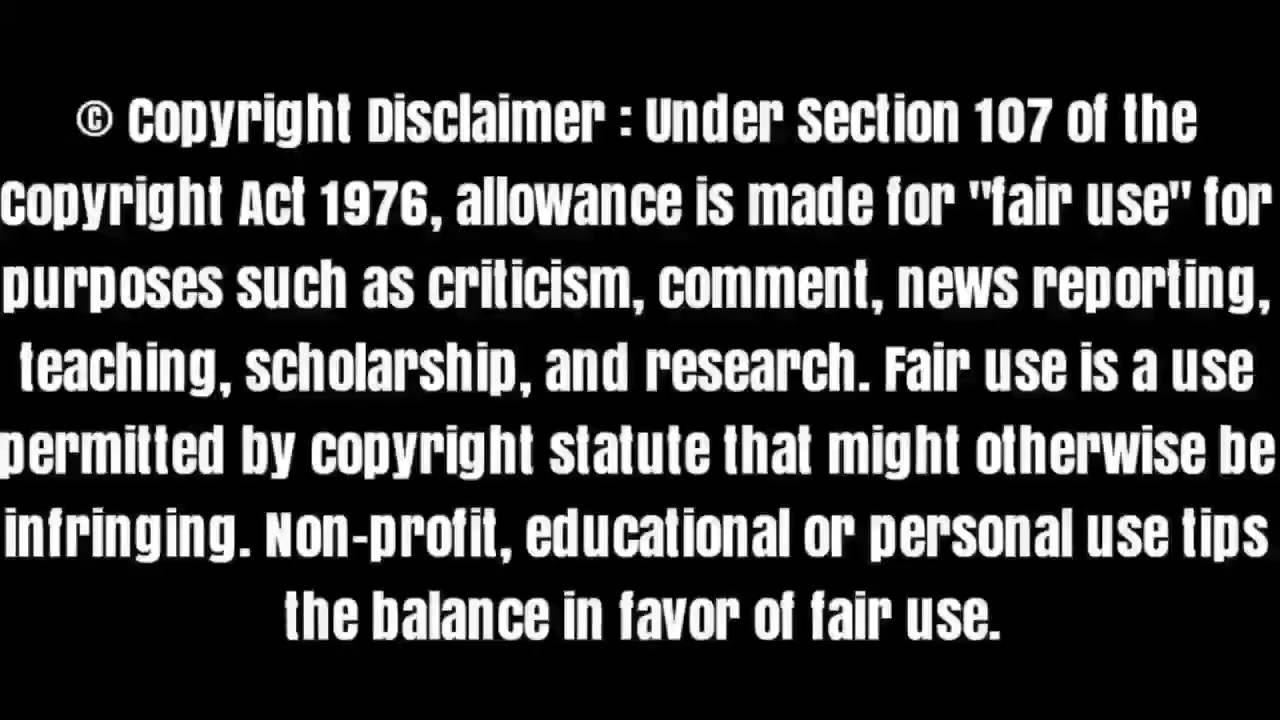 © Copyright Disclaimer : Under Section 107 of the
Copyright Act 1976, allowance is made for "fair use" for
purposes such as criticism, comment, news reporting,
teaching, scholarship, and research. Fair use is a use
permitted by copyright statute that might otherwise be
infringing. Non-profit, educational or personal use tips
the balance in favor of fair use.